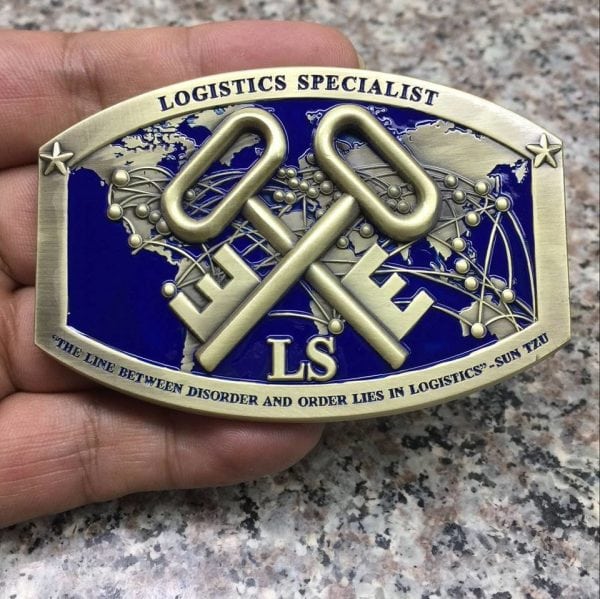 LOGISTICS SPECIALIST
LS
"THE LINE BETWEEN DISORDER AND ORDER LIES IN LOGISTICS" -SUN TZU